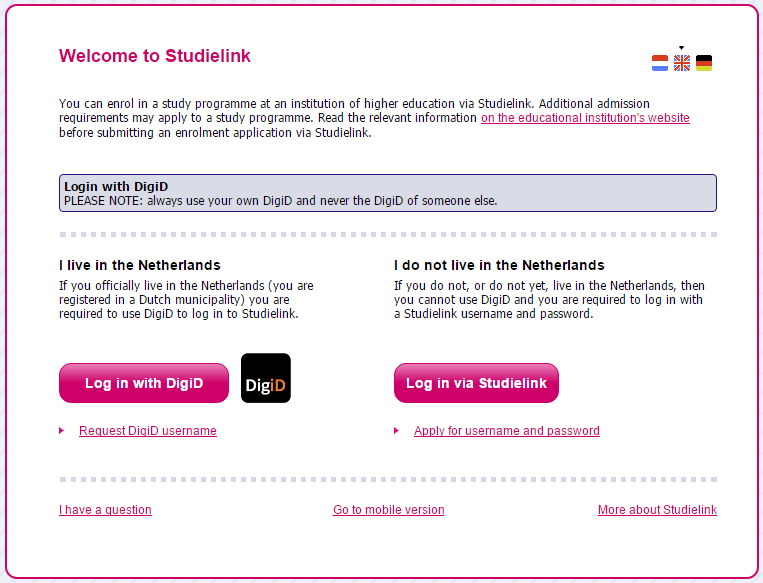 Welcome to Studielink
You can enrol in a study programme at an institution of higher education via Studielink. Additional admission
requirements may apply to a study programme. Read the relevant information on the educational institution's website
before submitting an enrolment application via Studielink.
Login with DigiD
PLEASE NOTE: always use your own DigiD and never the DigiD of someone else.
I live in the Netherlands
If you officially live in the Netherlands (you are
registered in a Dutch municipality) you are
required to use DigiD to log in to Studielink.
Log in with DigiD
DigiD
Request DigiD username
I do not live in the Netherlands
If you do not, or do not yet, live in the Netherlands, then
you cannot use DigiD and you are required to log in with
a Studielink username and password.
Log in via Studielink
Apply for username and password
I have a question
Go to mobile version
More about Studielink